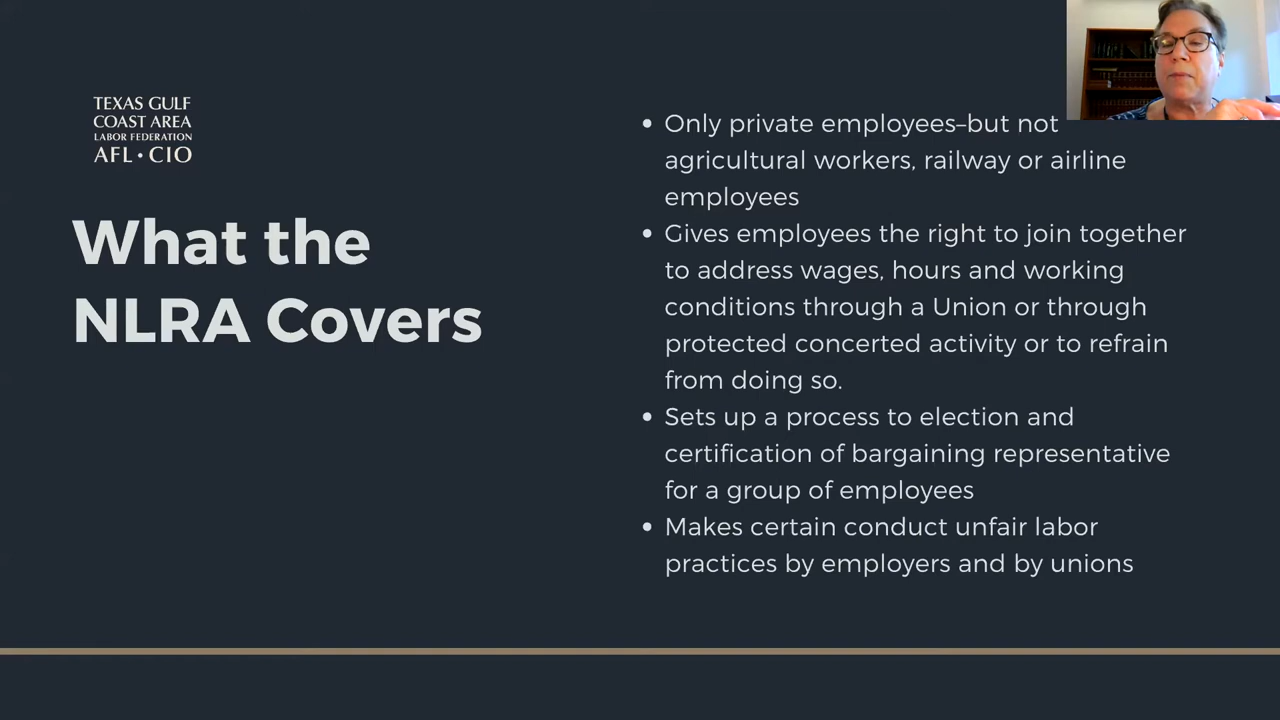 TEXAS GULF
COAST AREA
LABOR FEDERATION
AFL • CIO
What the
NLRA Covers
• Only private employees–but not
agricultural workers, railway or airline
employees
• Gives employees the right to join together
to address wages, hours and working
conditions through a Union or through
protected concerted activity or to refrain
from doing so.
• Sets up a process to election and
certification of bargaining representative
for a group of employees
• Makes certain conduct unfair labor
practices by employers and by unions